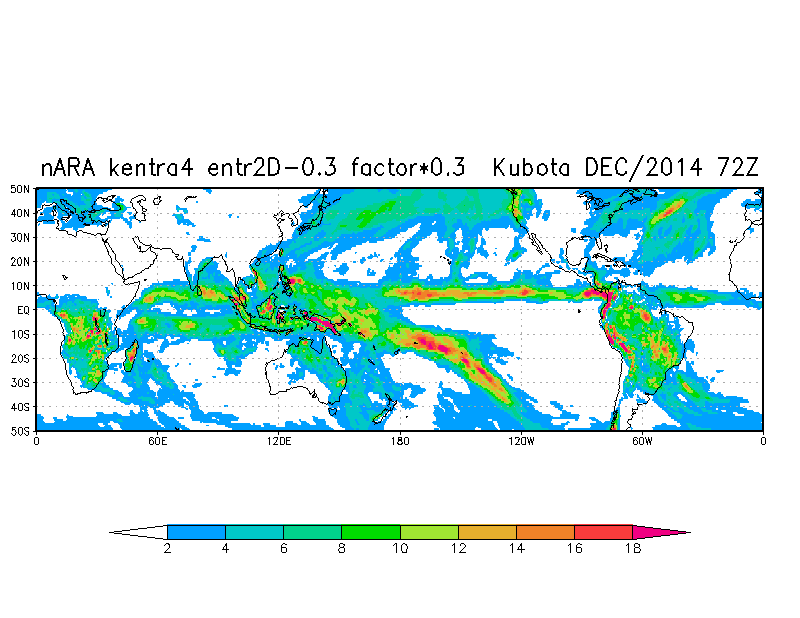 nARA kentra4 entr2D-0.3 factor*0.3 Kubota DEC/2014 72Z
50N
40N
30N
20N
10N
EQ
10S
20S
30S
40S
50S
0 60E 120E 180 120W 60W 0
2 4 6 8 10 12 14 16 18